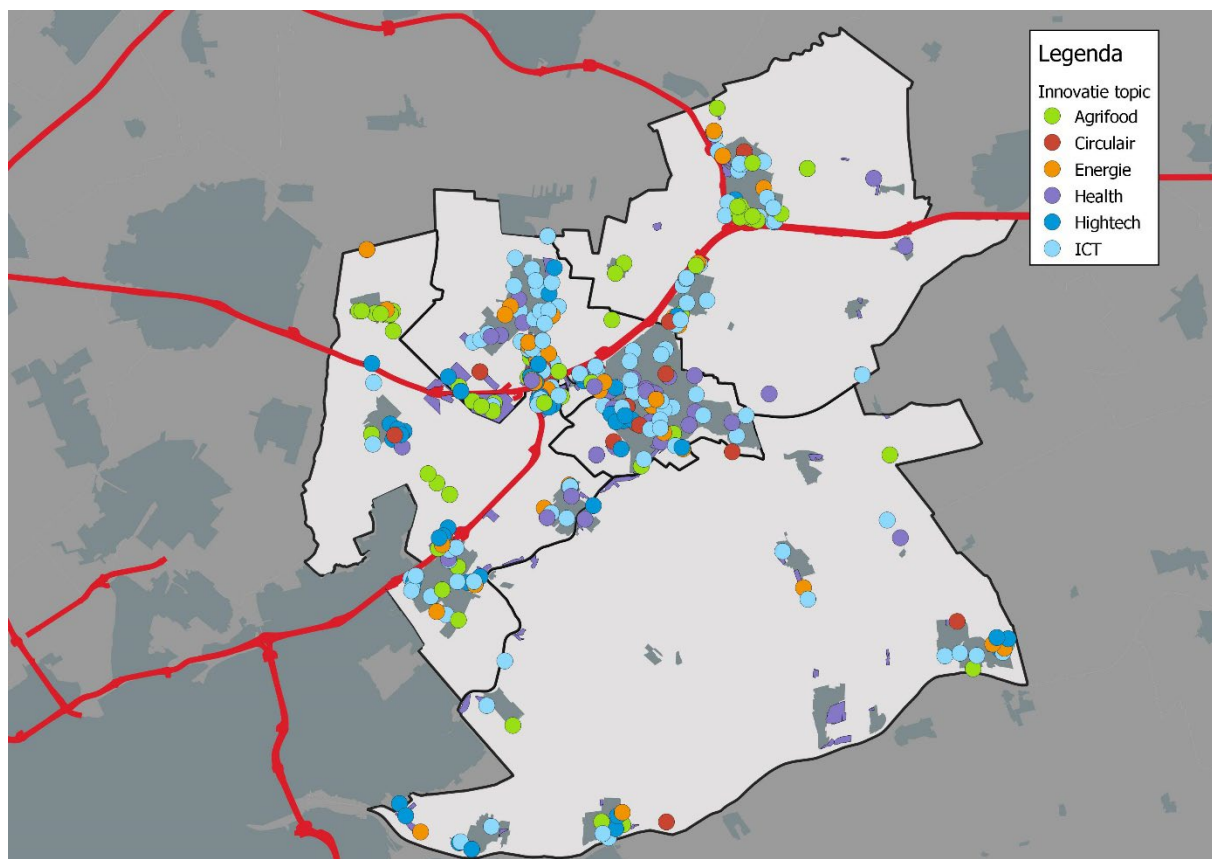 Legenda
Innovatie topic
Agrifood
Circulair
Energie
Health
Hightech
ICT